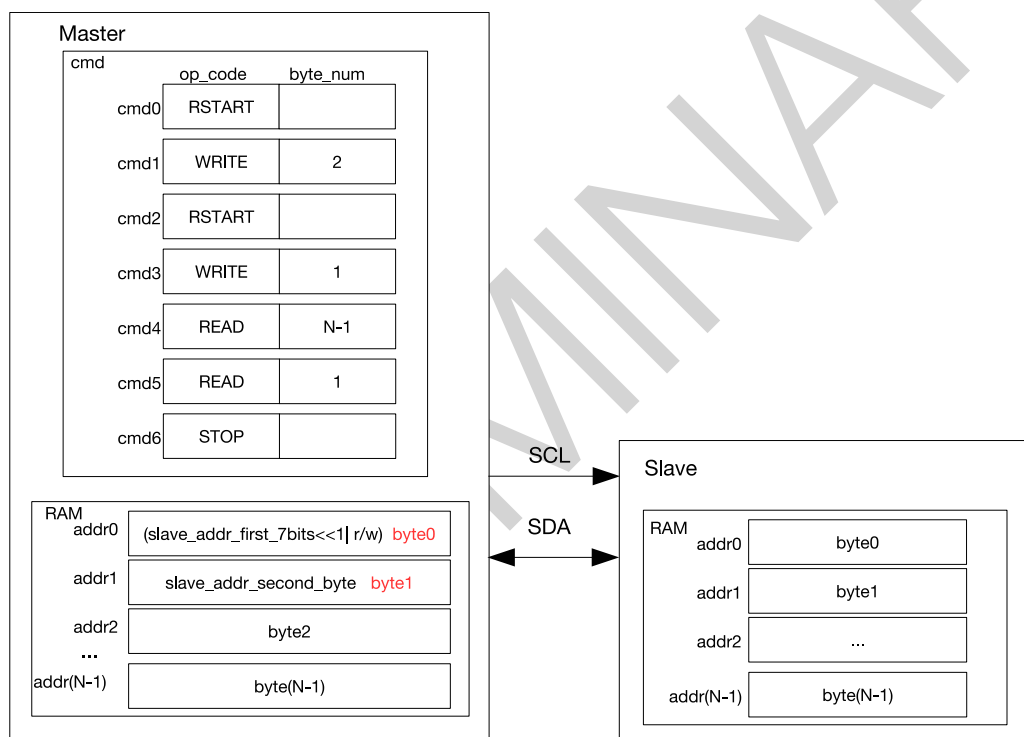 Master
cmd
op_code byte_num
cmd0 RSTART
cmd1 WRITE 2
cmd2 RSTART
cmd3 WRITE 1
cmd4 READ N-1
cmd5 READ 1
cmd6 STOP
SCL
SDA
RAM
addr0 (slave_addr_first_7bits<<1| r/w) byte0
addr1 slave_addr_second_byte byte1
addr2 byte2
...
addr(N-1) byte(N-1)
Slave
RAM
addr0 byte0
addr1 byte1
addr2 ...
addr(N-1) byte(N-1)